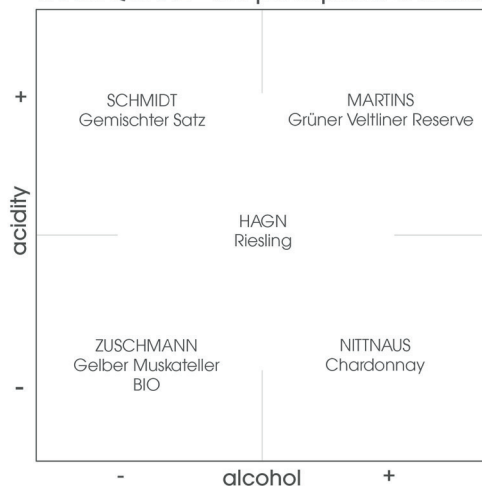 +
SCHMIDT
Gemischter Satz
MARTINS
Grüner Veltliner Reserve
acidity
HAGN
Riesling
ZUSCHMANN
Gelber Muskateller
BIO
NITTNAUS
Chardonnay
-
- alcohol +